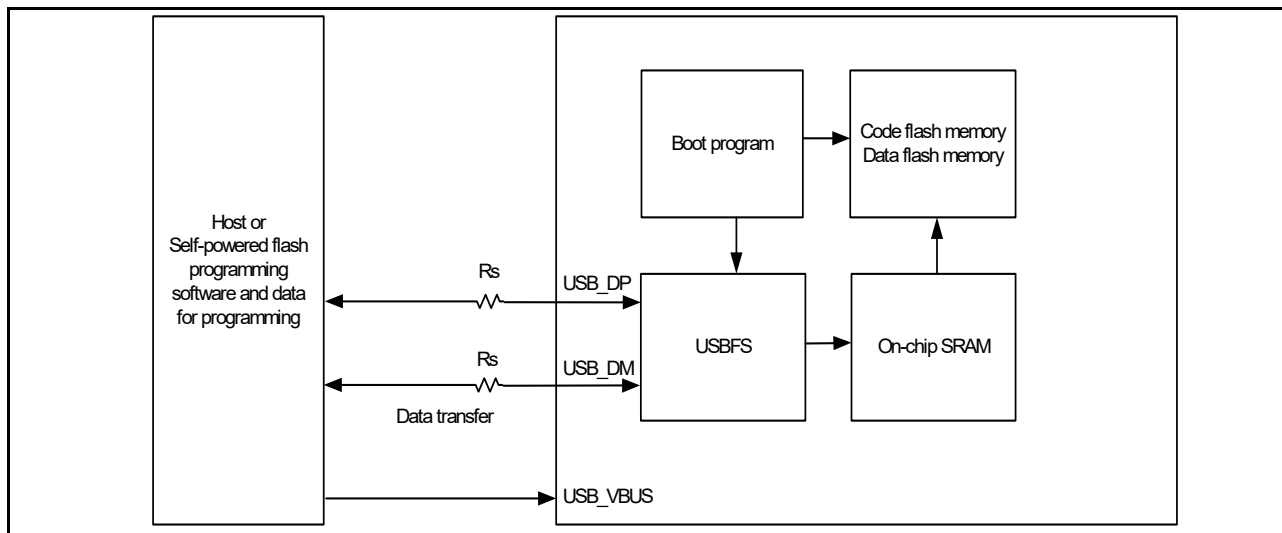 Boot program
Code flash memory
Data flash memory
Host or
Self-powered flash
programming
software and data
for programming
Rs
USB_DP
USBFS
On-chip SRAM
Rs
USB_DM
Data transfer
USB_VBUS